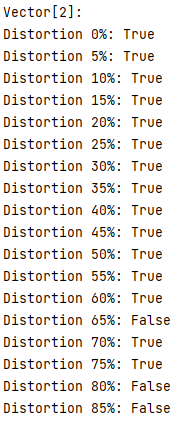 Vector[2]:
Distortion 0%: True
Distortion 5%: True
Distortion 10%: True
Distortion 15%: True
Distortion 20%: True
Distortion 25%: True
Distortion 30%: True
Distortion 35%: True
Distortion 40%: True
Distortion 45%: True
Distortion 50%: True
Distortion 55%: True
Distortion 60%: True
Distortion 65%: False
Distortion 70%: True
Distortion 75%: True
Distortion 80%: False
Distortion 85%: False